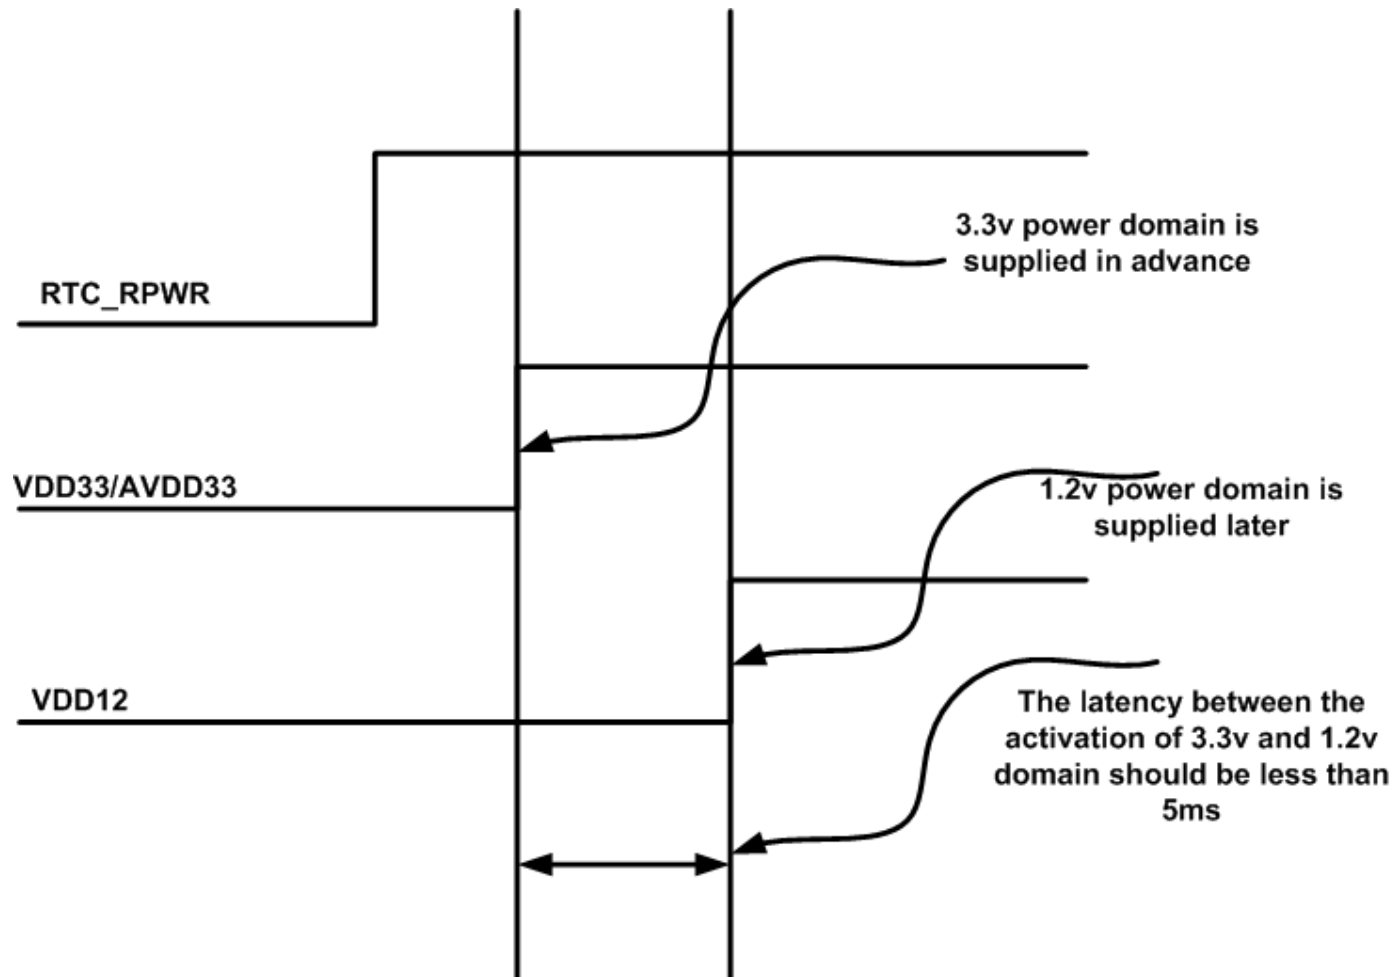 3.3v power domain is
supplied in advance
RTC_RPWR
VDD33/AVDD33
1.2v power domain is
supplied later
VDD12
The latency between the
activation of 3.3v and 1.2v
domain should be less than
5ms